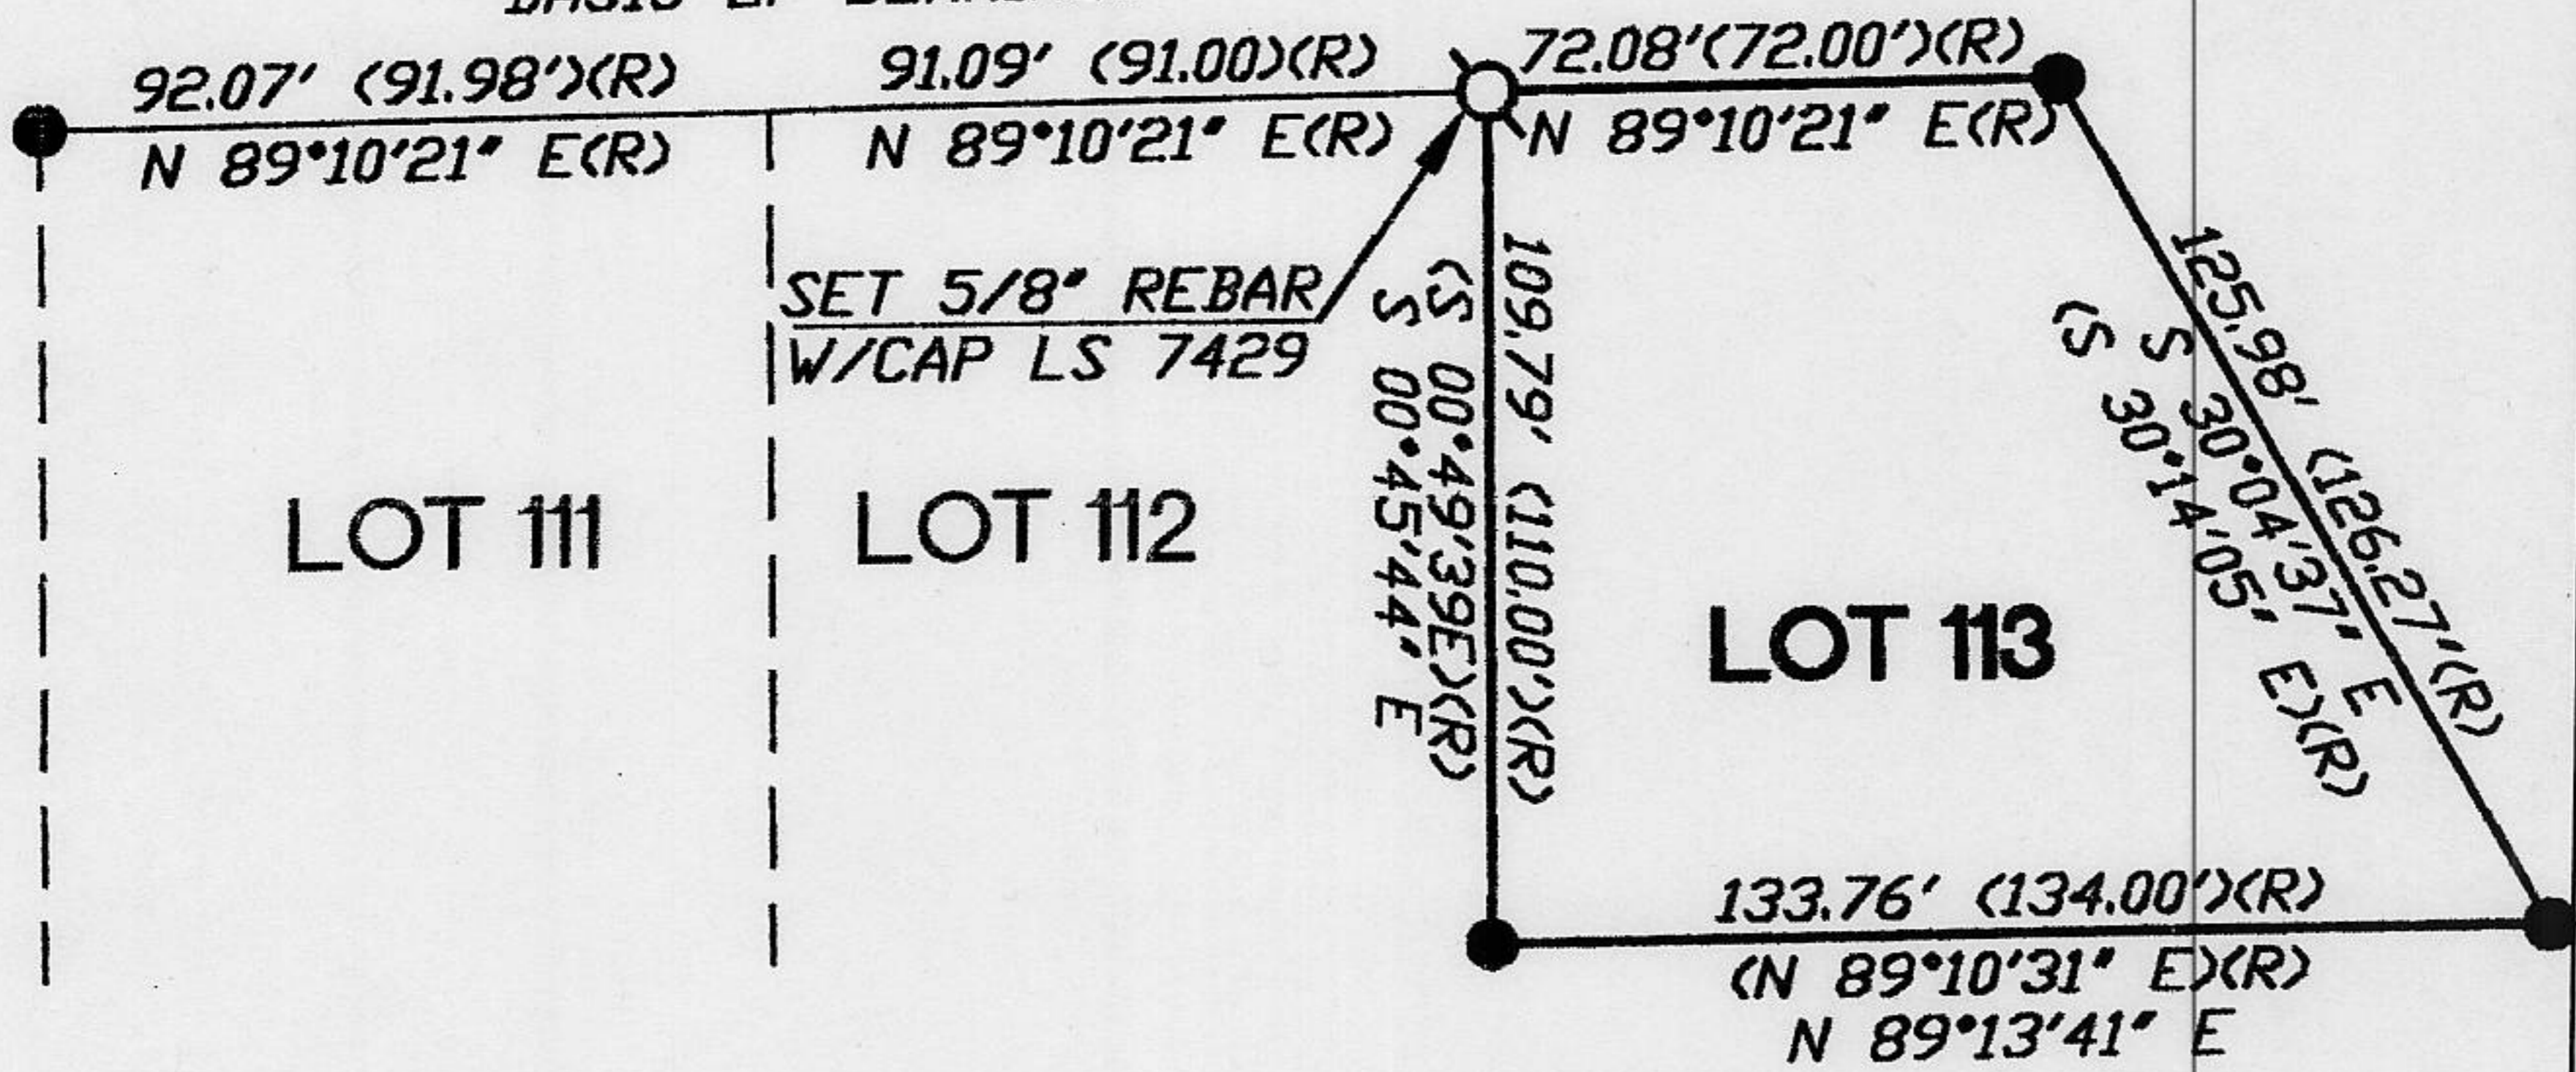 92.07' (91.98')(R)
N 89°10'21" E(R)
91.09' (91.00)(R)
N 89°10'21" E(R)
72.08'(72.00')(R)
N 89°10'21" E(R)
SET 5/8" REBAR
W/CAP LS 7429
109.79' (110.00')(R)
(S 00°49'39E)(R)
S 00°45'44" E
125.98' (126.27')(R)
S 30°04'37" E
(S 30°14'05" E)(R)
LOT 111
LOT 112
LOT 113
133.76' (134.00')(R)
(N 89°10'31" E)(R)
N 89°13'41" E